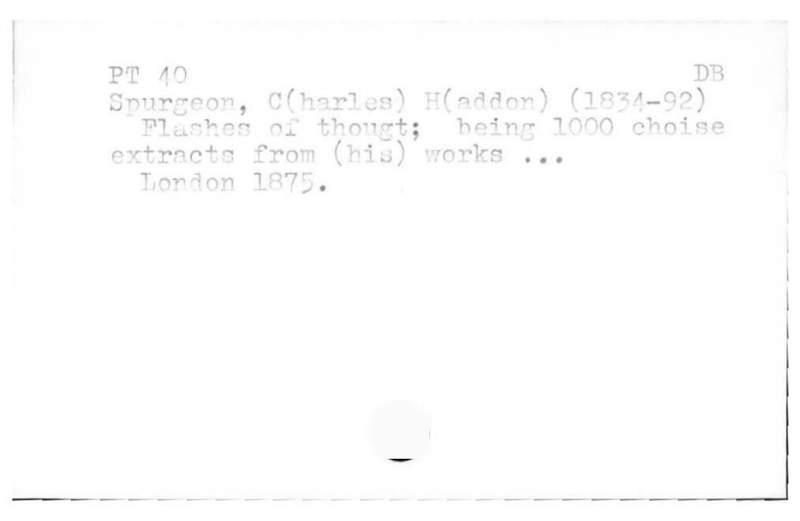 PT 40 DB
Spurgeon, C(harles) H(addon) (1834-92)
Flashes of thougt; being 1000 choise
extracts from (his) works ...
London 1875.